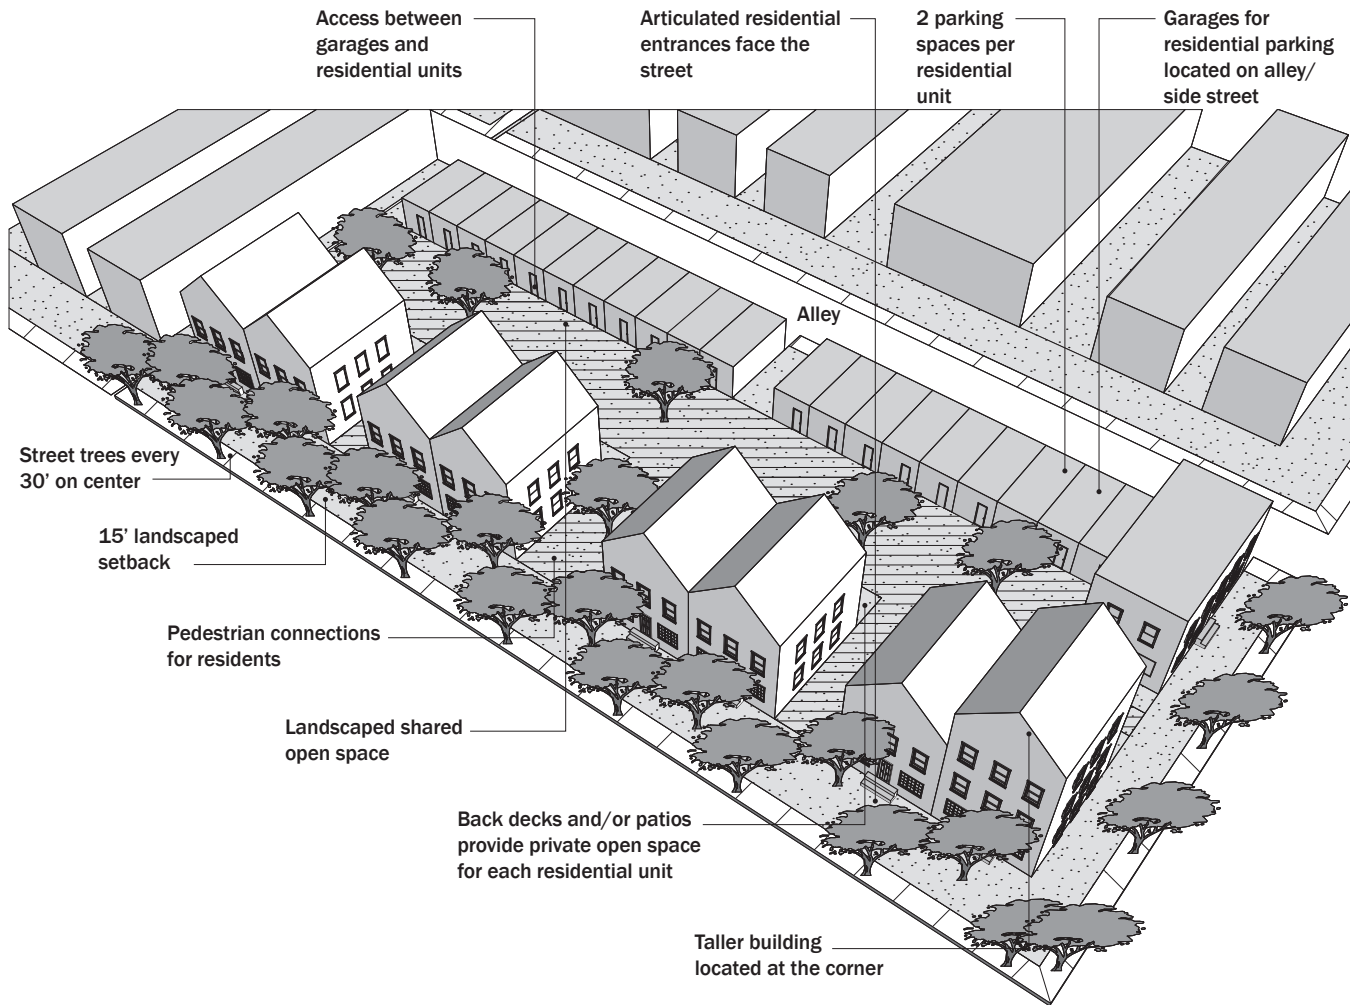 Access between
garages and
residential units
Articulated residential
entrances face the
street
2 parking
spaces per
residential
unit
Garages for
residential parking
located on alley/
side street
Alley
Street trees every
30’ on center
15’ landscaped
setback
Pedestrian connections
for residents
Landscaped shared
open space
Back decks and/or patios
provide private open space
for each residential unit
Taller building
located at the corner